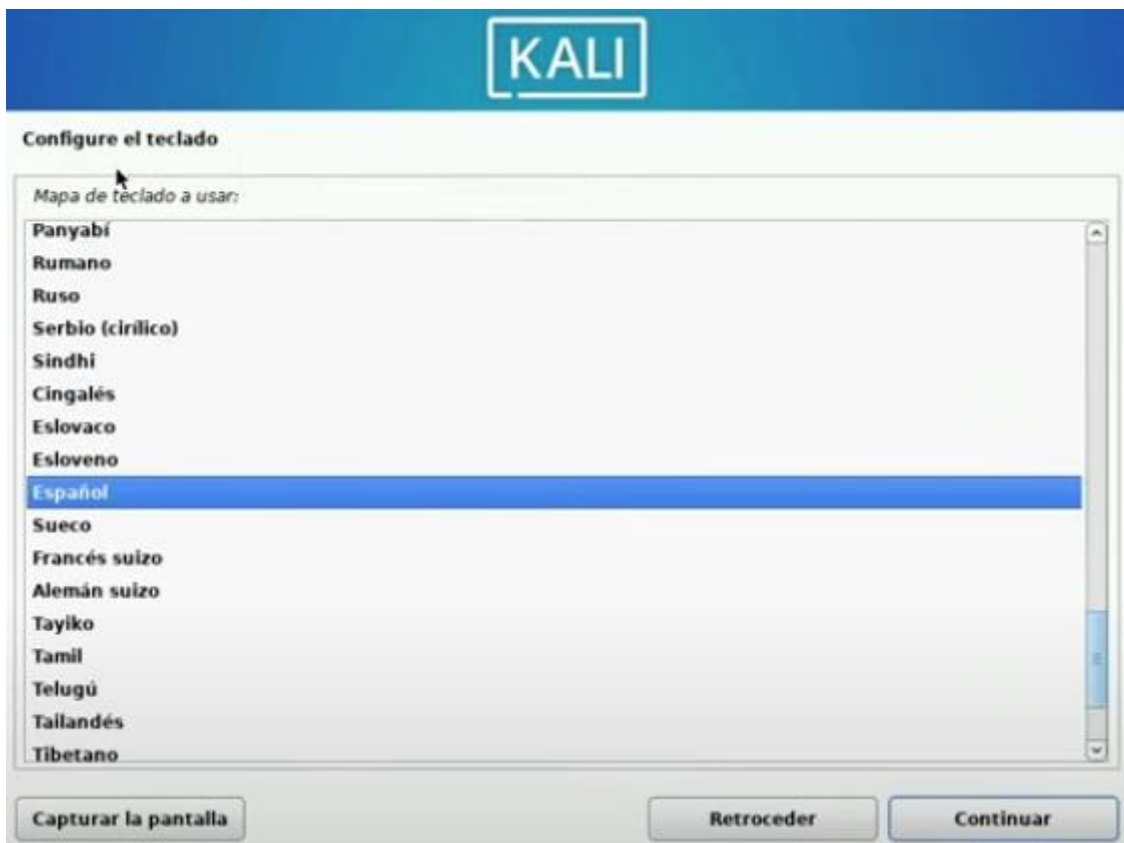 KALI
Configure el teclado
Mapa de teclado a usar:
Panyabí
Rumano
Ruso
Serbio (cirílico)
Sindhi
Cingalés
Eslovaco
Esloveno
Español
Sueco
Francés suizo
Alemán suizo
Tayiko
Tamil
Telugú
Tailandés
Tibetano
Capturar la pantalla
Retroceder
Continuar